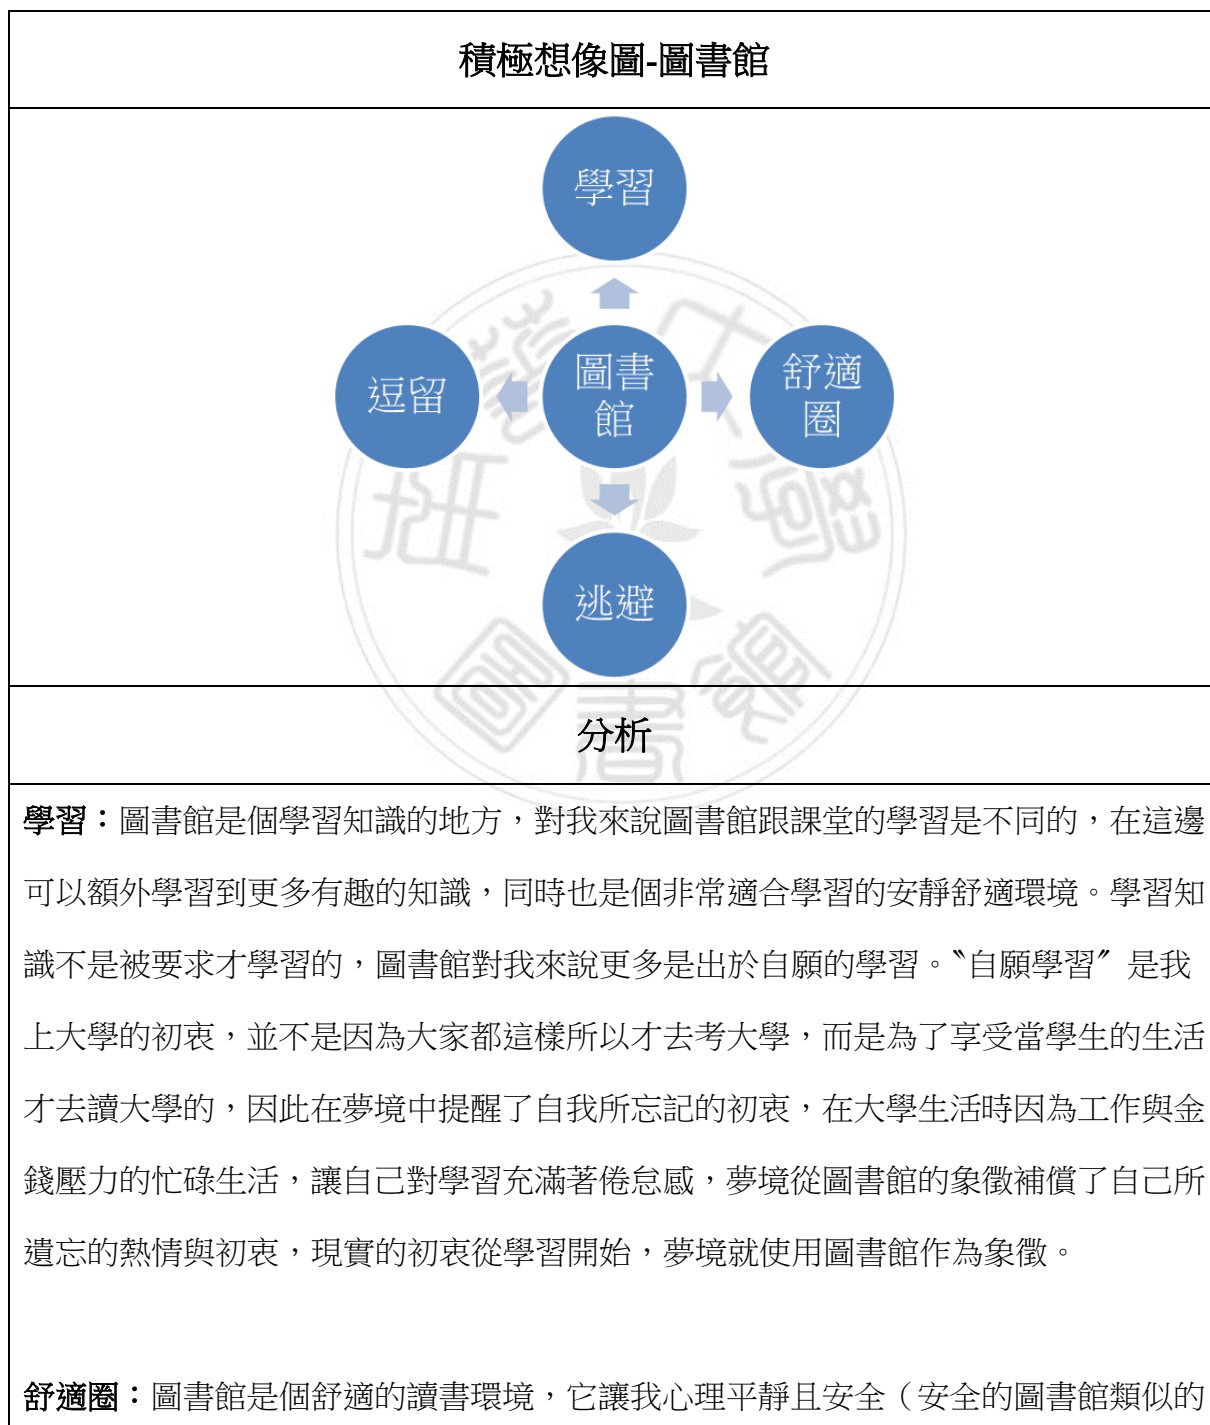 積極想像圖-圖書館
學習
逗留
圖書
館
舒適
圈
逃避
分析
學習：圖書館是個學習知識的地方，對我來說圖書館跟課堂的學習是不同的，在這邊
可以額外學習到更多有趣的知識，同時也是個非常適合學習的安靜舒適環境。學習知
識不是被要求才學習的，圖書館對我來說更多是出於自願的學習。〝自願學習〞是我
上大學的初衷，並不是因為大家都這樣所以才去考大學，而是為了享受當學生的生活
才去讀大學的，因此在夢境中提醒了自我所忘記的初衷，在大學生活時因為工作與金
錢壓力的忙碌生活，讓自己對學習充滿著倦怠感，夢境從圖書館的象徵補償了自己所
遺忘的熱情與初衷，現實的初衷從學習開始，夢境就使用圖書館作為象徵。
舒適圈：圖書館是個舒適的讀書環境，它讓我心理平靜且安全（安全的圖書館類似的